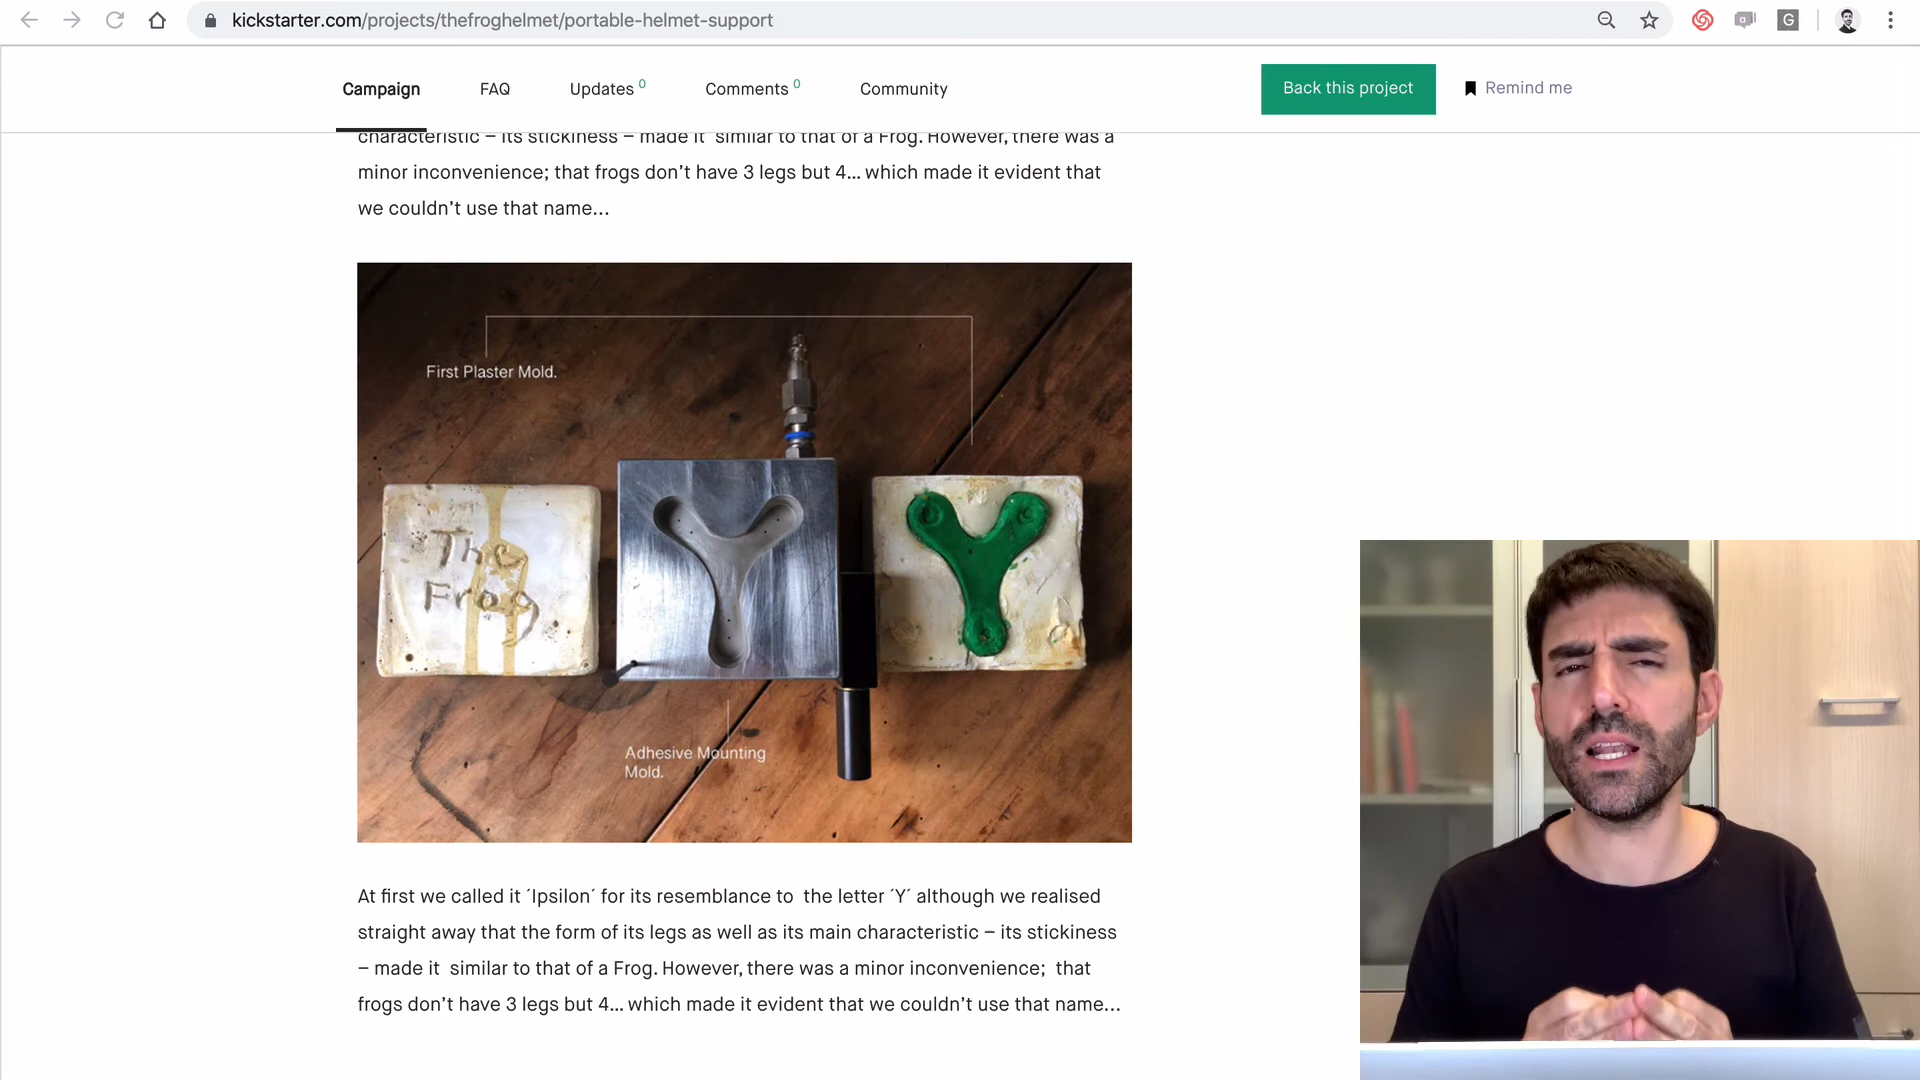 kickstarter.com/projects/thefroghelmet/portable-helmet-support
G
Campaign
FAQ
Updates 0
Comments 0
Community
Back this project
Remind me
characteristic – its stickiness – made it  similar to that of a Frog. However, there was a
minor inconvenience; that frogs don’t have 3 legs but 4... which made it evident that
we couldn’t use that name...
First Plaster Mold.
The
Frog
Adhesive Mounting
Mold.
At first we called it ´Ipsilon´ for its resemblance to  the letter ´Y´ although we realised
straight away that the form of its legs as well as its main characteristic – its stickiness
– made it  similar to that of a Frog. However, there was a minor inconvenience;  that
frogs don’t have 3 legs but 4... which made it evident that we couldn’t use that name...